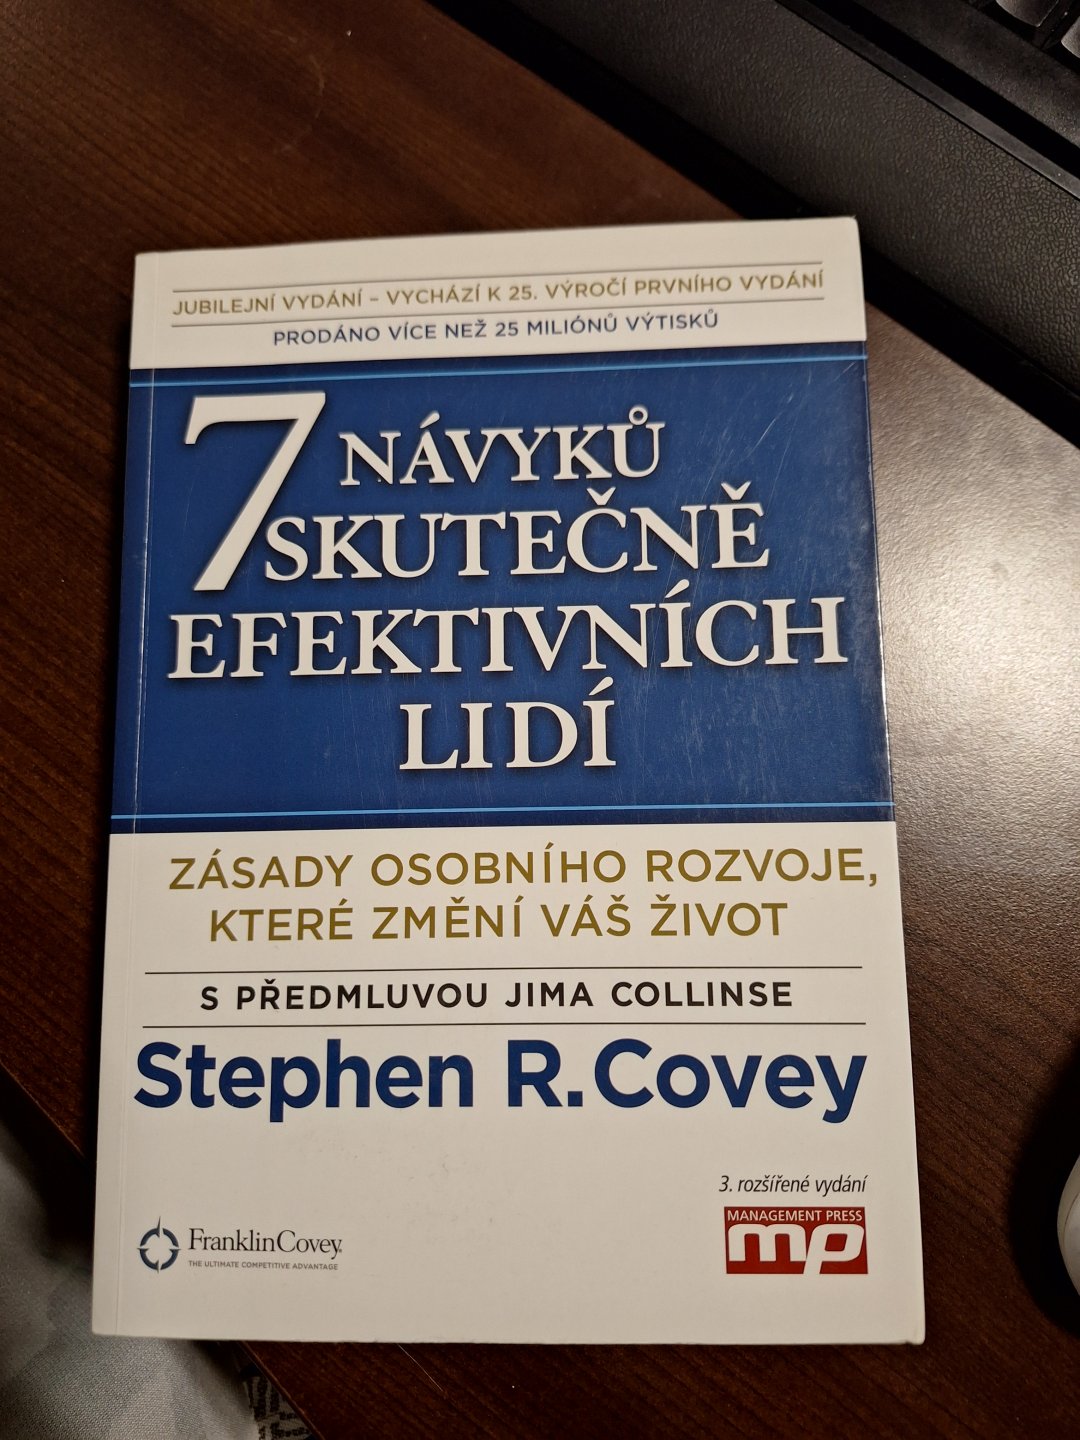 JUBILEJNÍ VYDÁNÍ – VYCHÁZÍ K 25. VÝROČÍ PRVNÍHO VYDÁNÍ
PRODÁNO VÍCE NEŽ 25 MILIÓNŮ VÝTISKŮ
7 NÁVYKŮ
SKUTEČNĚ
EFEKTIVNÍCH
LIDÍ
ZÁSADY OSOBNÍHO ROZVOJE,
KTERÉ ZMĚNÍ VÁŠ ŽIVOT
S PŘEDMLUVOU JIMA COLLINSE
Stephen R. Covey
3. rozšířené vydání
MANAGEMENT PRESS
mp
FranklinCovey
THE ULTIMATE COMPETITIVE ADVANTAGE